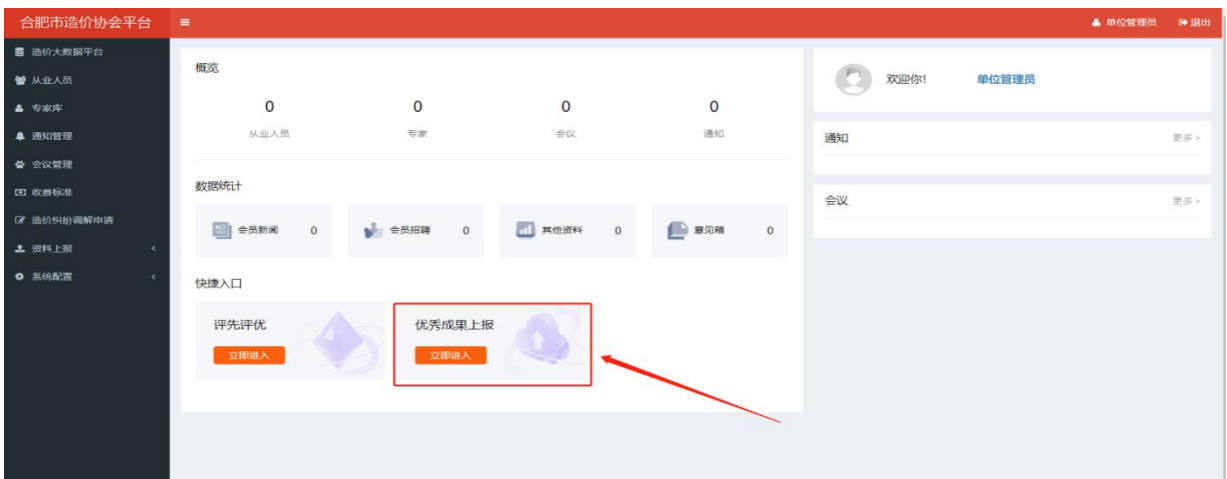 合肥市造价协会平台
单位管理员 退出
造价大数据平台
从业人员
专家库
通知管理
会议管理
收费标准
造价纠纷调解申请
资料上报
系统配置
概览
0 0 0 0
从业人员 专家 会议 通知
数据统计
会员新闻 0 会员招聘 0 其他资料 0 意见箱 0
快捷入口
评先评优 优秀成果上报
立即进入 立即进入
欢迎你! 单位管理员
通知 更多 >
会议 更多 >